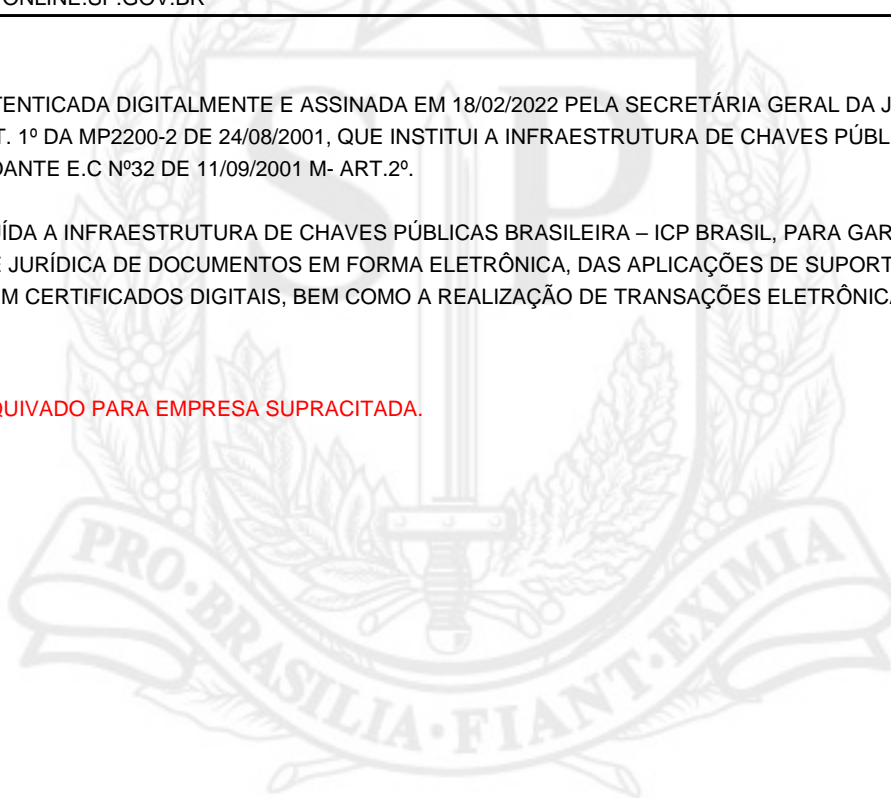 ONLINE.SP.GOV.BR
TENTICADA DIGITALMENTE E ASSINADA EM 18/02/2022 PELA SECRETÁRIA GERAL DA J
T. 1º DA MP2200-2 DE 24/08/2001, QUE INSTITUI A INFRAESTRUTURA DE CHAVES PÚBL
DANTE E.C Nº32 DE 11/09/2001 M- ART.2º.
ÍDA A INFRAESTRUTURA DE CHAVES PÚBLICAS BRASILEIRA – ICP BRASIL, PARA GAR
E JURÍDICA DE DOCUMENTOS EM FORMA ELETRÔNICA, DAS APLICAÇÕES DE SUPORT
M CERTIFICADOS DIGITAIS, BEM COMO A REALIZAÇÃO DE TRANSAÇÕES ELETRÔNICA
QUIVADO PARA EMPRESA SUPRACITADA.
SP
PRO·BRASILIA·FIANT·EXIMIA